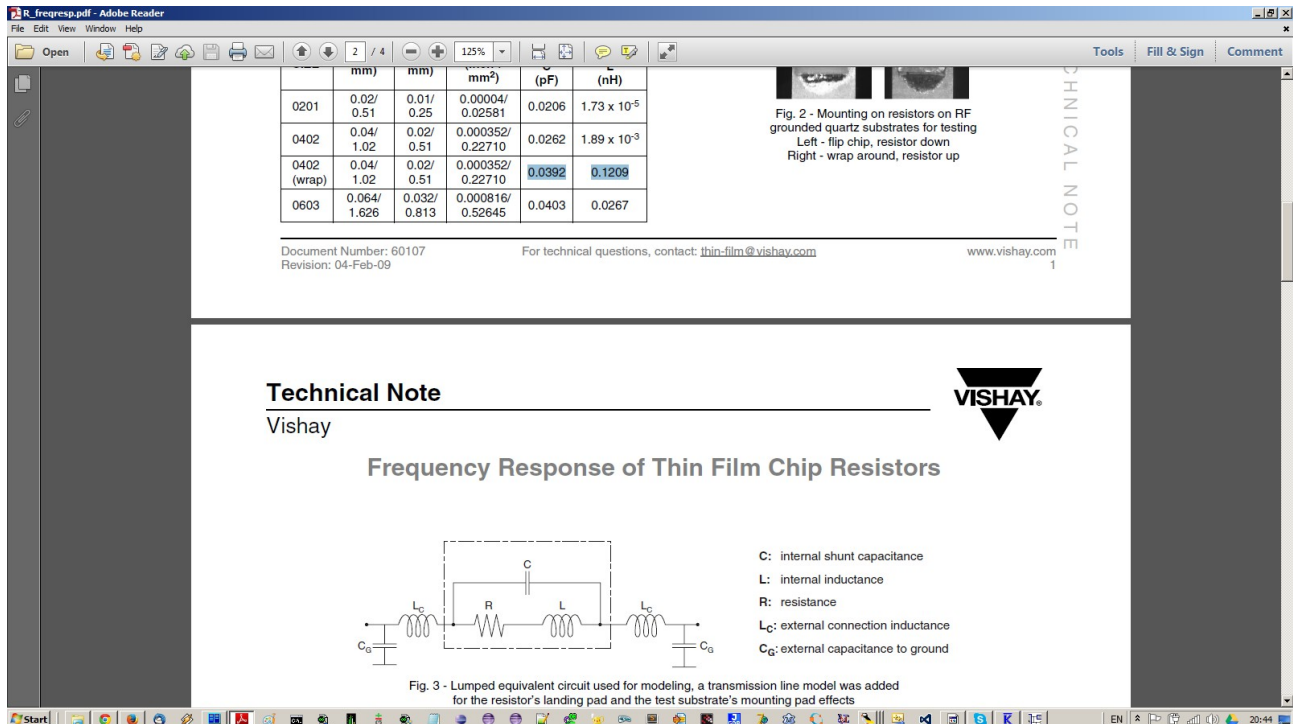 R_freqresp.pdf - Adobe Reader
File Edit View Window Help
Open 2 / 4 125% Tools Fill & Sign Comment
mm) mm) mm²) (pF) (nH)
0201 0.02/ 0.51 0.01/ 0.25 0.00004/ 0.02581 0.0206 1.73 x 10⁻⁵
0402 0.04/ 1.02 0.02/ 0.51 0.000352/ 0.22710 0.0262 1.89 x 10⁻³
0402 (wrap) 0.04/ 1.02 0.02/ 0.51 0.000352/ 0.22710 0.0392 0.1209
0603 0.064/ 1.626 0.032/ 0.813 0.000816/ 0.52645 0.0403 0.0267
Fig. 2 - Mounting on resistors on RF
grounded quartz substrates for testing
Left - flip chip, resistor down
Right - wrap around, resistor up
CHNICAL NOTE
Document Number: 60107 For technical questions, contact: thin-film@vishay.com www.vishay.com
Revision: 04-Feb-09 1
Technical Note
VISHAY®
Vishay
Frequency Response of Thin Film Chip Resistors
C
L_C R L L_C
C_G C_G
C: internal shunt capacitance
L: internal inductance
R: resistance
L_C: external connection inductance
C_G: external capacitance to ground
Fig. 3 - Lumped equivalent circuit used for modeling, a transmission line model was added
for the resistor's landing pad and the test substrate's mounting pad effects
Start EN 20:44